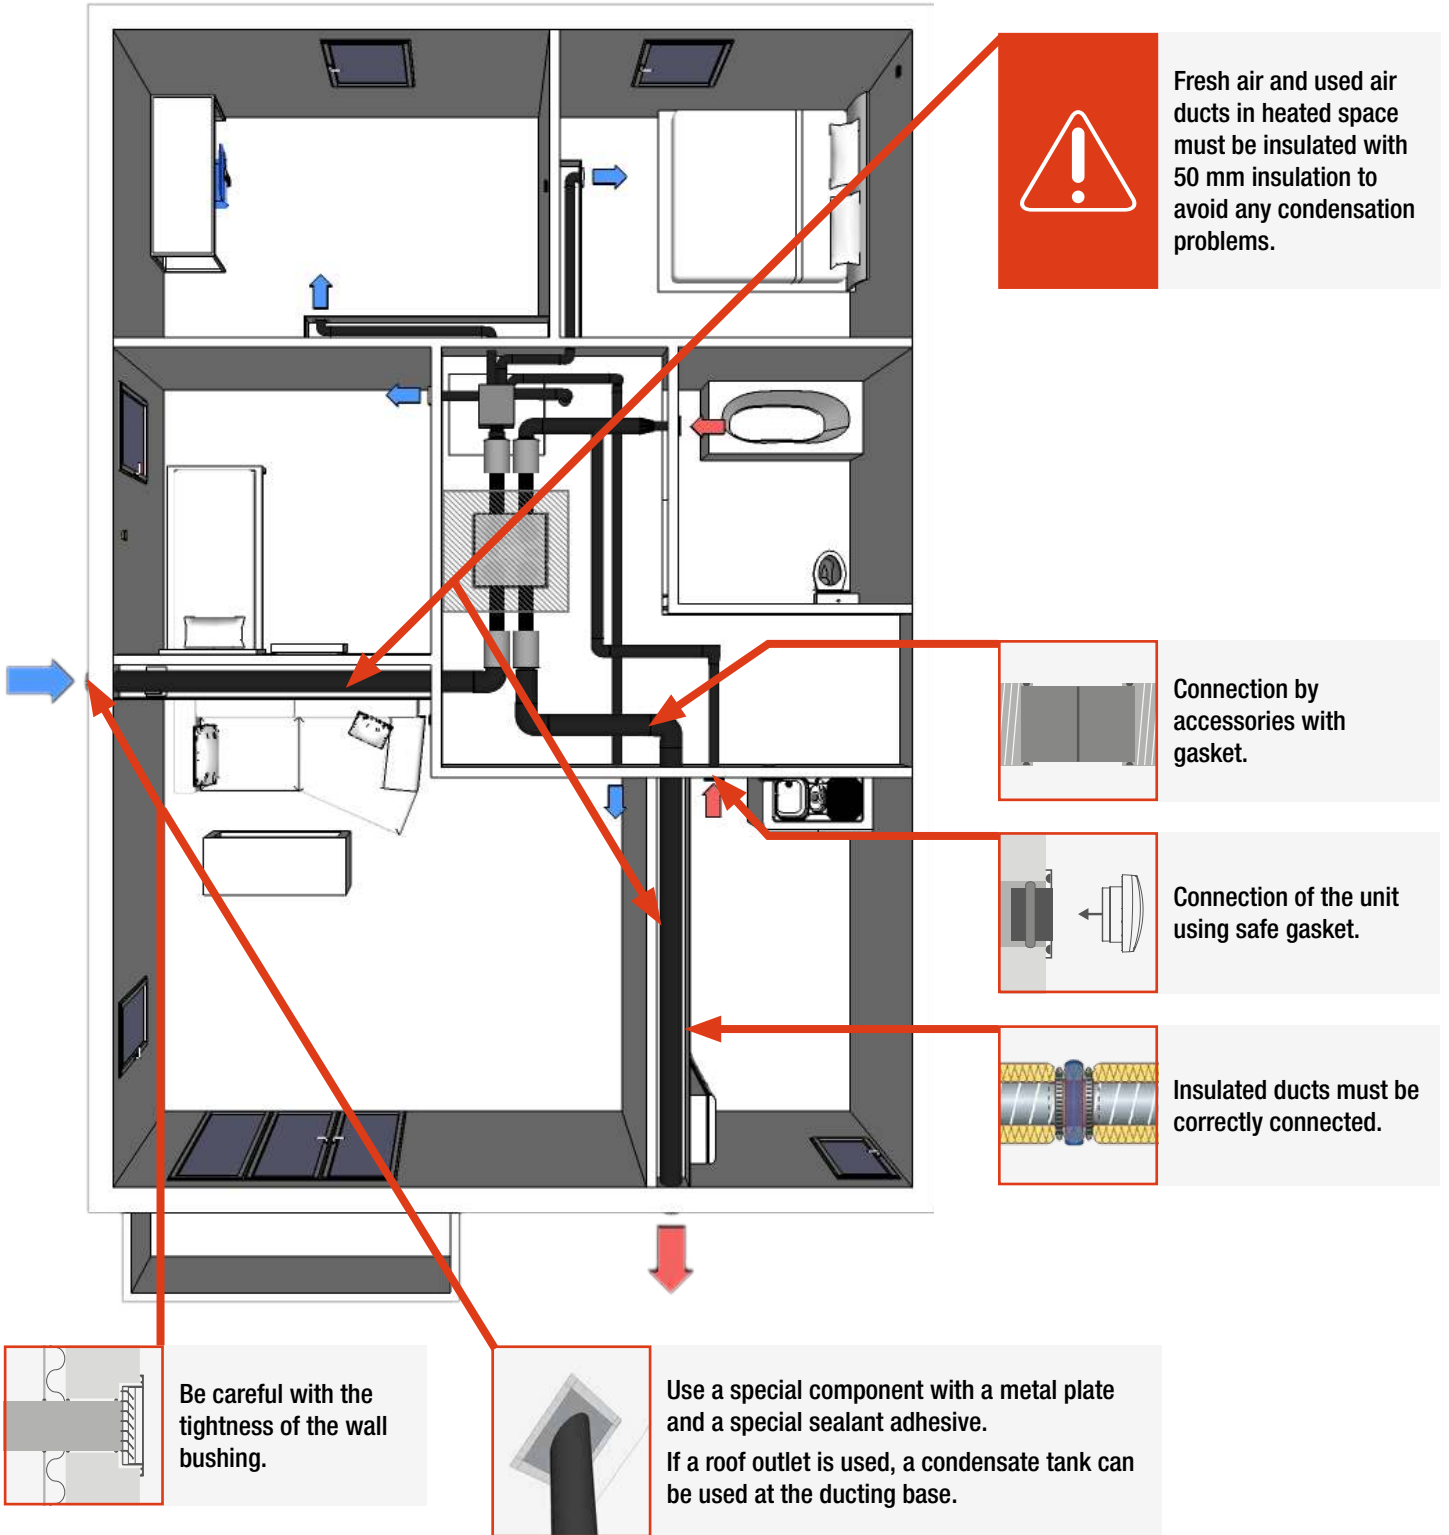 Fresh air and used air
ducts in heated space
must be insulated with
50 mm insulation to
avoid any condensation
problems.
Connection by
accessories with
gasket.
Connection of the unit
using safe gasket.
Insulated ducts must be
correctly connected.
Be careful with the
tightness of the wall
bushing.
Use a special component with a metal plate
and a special sealant adhesive.
If a roof outlet is used, a condensate tank can
be used at the ducting base.